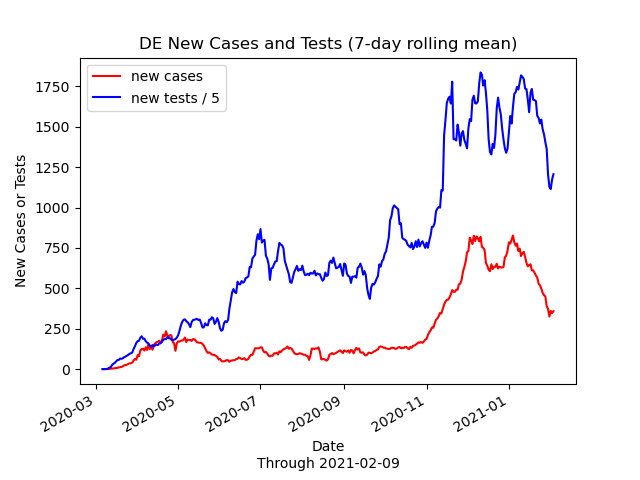 DE New Cases and Tests (7-day rolling mean)
new cases
new tests / 5
1750
1500
1250
1000
750
500
250
0
New Cases or Tests
2020-03
2020-05
2020-07
2020-09
2020-11
2021-01
Date
Through 2021-02-09